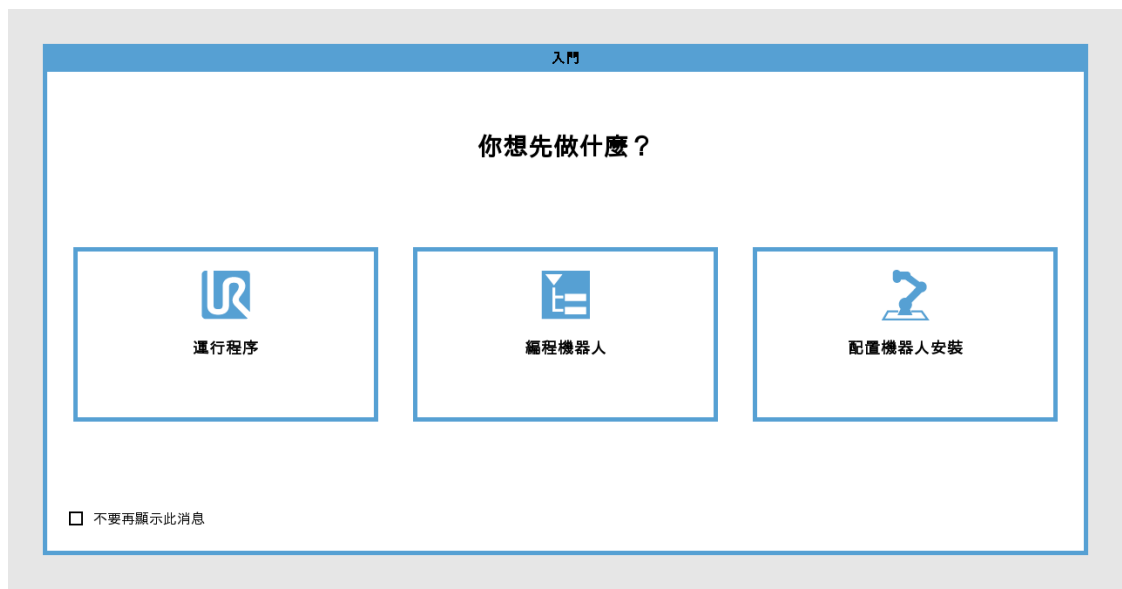 入門
你想先做什麼？
運行程序
編程機器人
配置機器人安裝
不要再顯示此消息